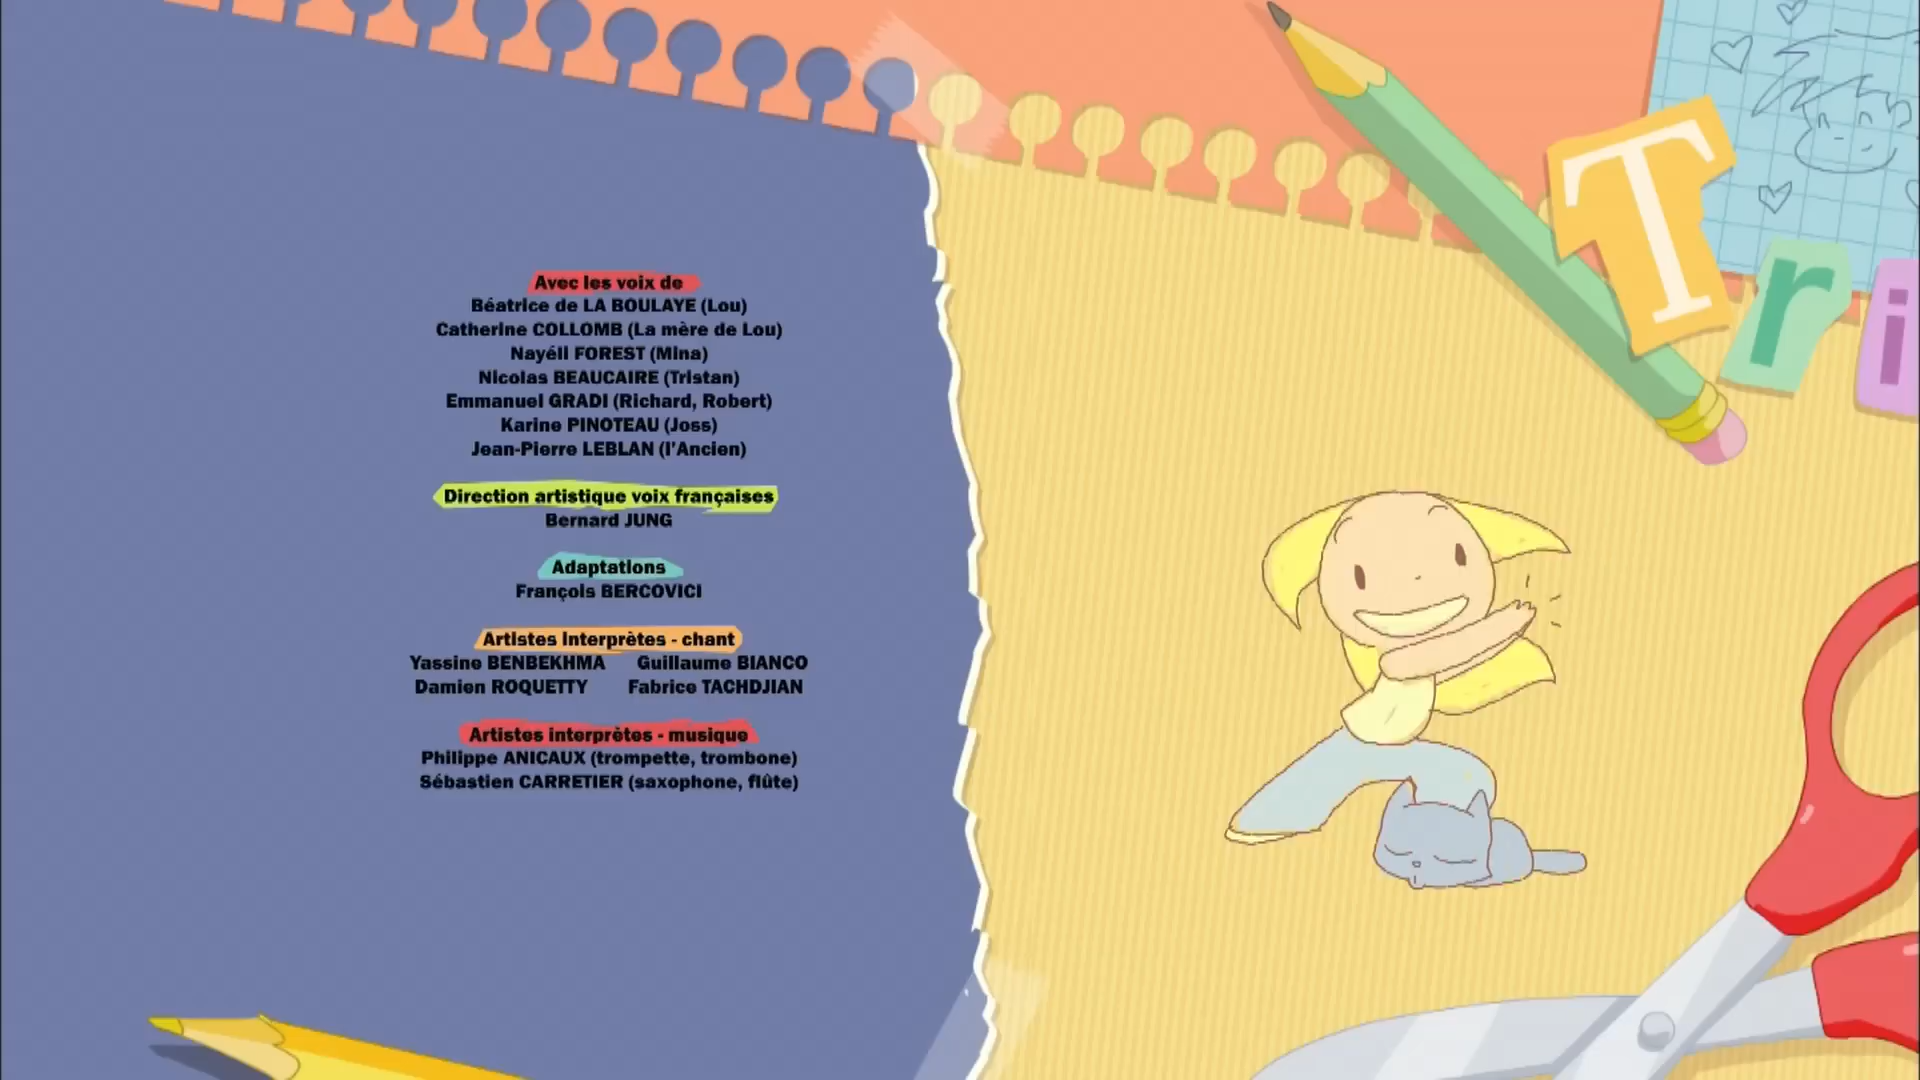 Avec les voix de
Béatrice de LA BOULAYE (Lou)
Catherine COLLOMB (La mère de Lou)
Nayéli FOREST (Mina)
Nicolas BEAUCAIRE (Tristan)
Emmanuel GRADI (Richard, Robert)
Karine PINOTEAU (Joss)
Jean-Pierre LEBLAN (l'Ancien)
Direction artistique voix françaises
Bernard JUNG
Adaptations
François BERCOVICI
Artistes interprètes - chant
Yassine BENBEKHMA Guillaume BIANCO
Damien ROQUETTY Fabrice TACHDJIAN
Artistes interprètes - musique
Philippe ANICAUX (trompette, trombone)
Sébastien CARRETIER (saxophone, flûte)
Tri